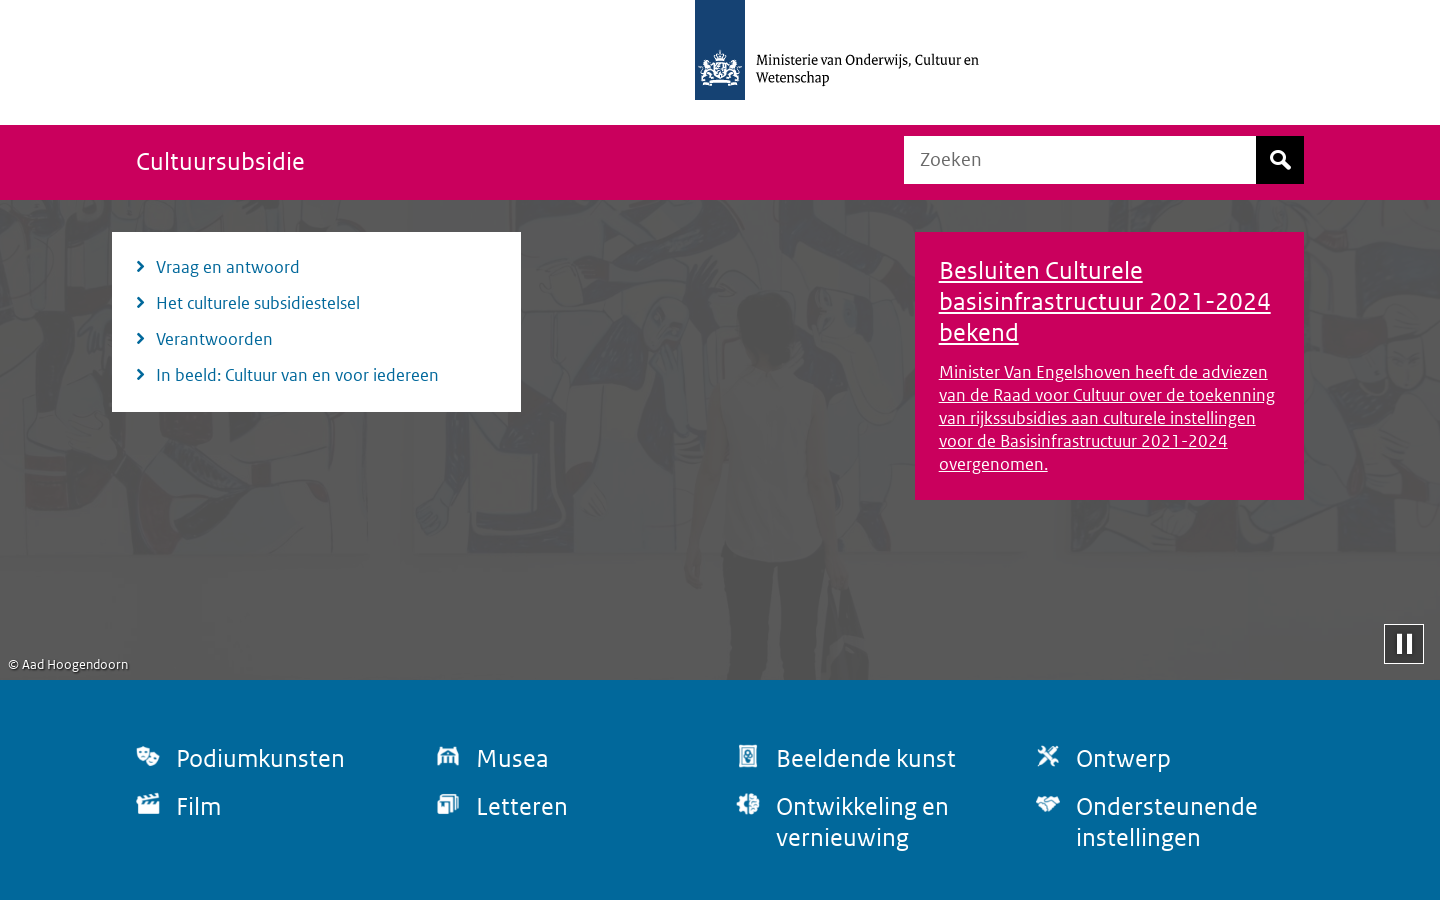 Ministerie van Onderwijs, Cultuur en
Wetenschap
Cultuursubsidie
Zoeken
Vraag en antwoord
Het culturele subsidiestelsel
Verantwoorden
In beeld: Cultuur van en voor iedereen
Besluiten Culturele
basisinfrastructuur 2021-2024
bekend
Minister Van Engelshoven heeft de adviezen
van de Raad voor Cultuur over de toekenning
van rijkssubsidies aan culturele instellingen
voor de Basisinfrastructuur 2021-2024
overgenomen.
© Aad Hoogendoorn
Podiumkunsten
Musea
Beeldende kunst
Ontwerp
Film
Letteren
Ontwikkeling en
vernieuwing
Ondersteunende
instellingen